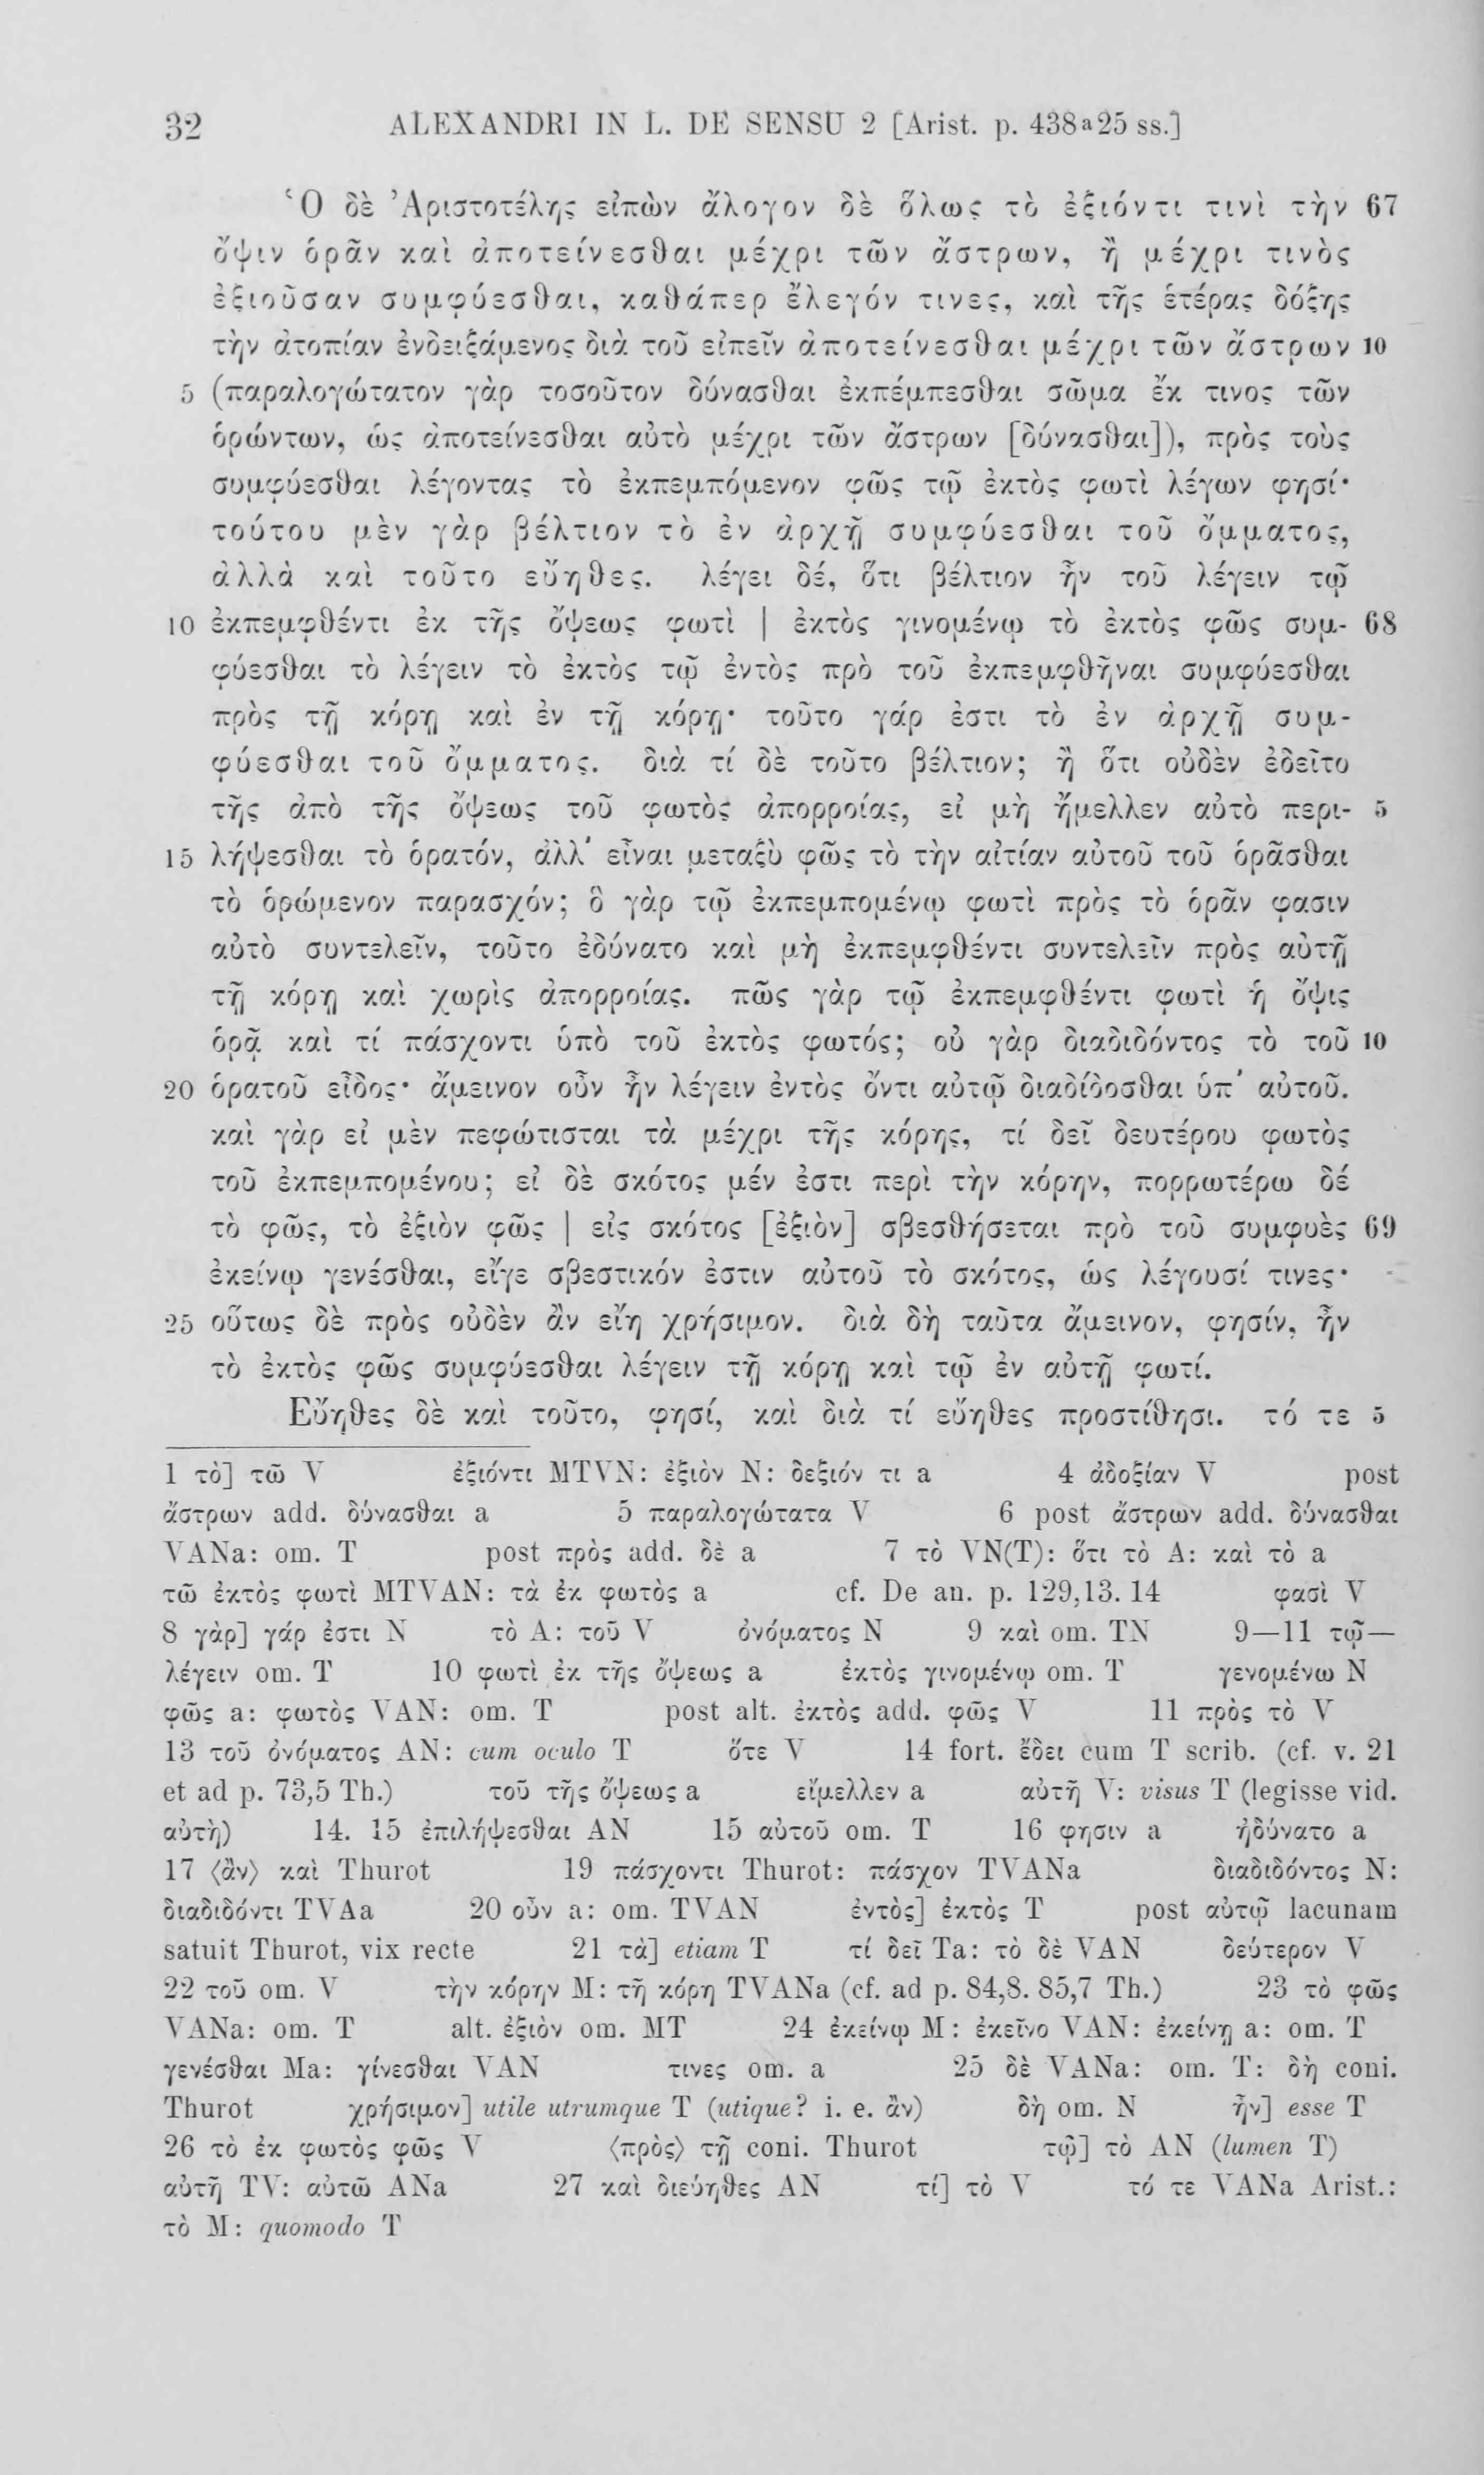 32 ALEXANDRI IN L. DE SENSU 2 [Arist. p. 438a25 ss.]
Ὁ δὲ Ἀριστοτέλης εἰπὼν ἄλογον δὲ ὅλως τὸ ἐξιόντι τινὶ τὴν 67
ὄψιν ὁρᾶν καὶ ἀποτείνεσθαι μέχρι τῶν ἄστρων, ἢ μέχρι τινὸς
ἐξιοῦσαν συμφύεσθαι, καθάπερ ἔλεγόν τινες, καὶ τῆς ἑτέρας δόξης
τὴν ἀτοπίαν ἐνδειξάμενος διὰ τοῦ εἰπεῖν ἀποτείνεσθαι μέχρι τῶν ἄστρων 10
5 (παραλογώτατον γὰρ τοσοῦτον δύνασθαι ἐκπέμπεσθαι σῶμα ἔκ τινος τῶν
ὁρώντων, ὡς ἀποτείνεσθαι αὐτὸ μέχρι τῶν ἄστρων [δύνασθαι]), πρὸς τοὺς
συμφύεσθαι λέγοντας τὸ ἐκπεμπόμενον φῶς τῷ ἐκτὸς φωτὶ λέγων φησί·
τούτου μὲν γὰρ βέλτιον τὸ ἐν ἀρχῇ συμφύεσθαι τοῦ ὄμματος,
ἀλλὰ καὶ τοῦτο εὔηθες. λέγει δέ, ὅτι βέλτιον ἦν τοῦ λέγειν τῷ
10 ἐκπεμφθέντι ἐκ τῆς ὄψεως φωτὶ | ἐκτὸς γινομένῳ τὸ ἐκτὸς φῶς συμ- 68
φύεσθαι τὸ λέγειν τὸ ἐκτὸς τῷ ἐντὸς πρὸ τοῦ ἐκπεμφθῆναι συμφύεσθαι
πρὸς τῇ κόρῃ καὶ ἐν τῇ κόρῃ· τοῦτο γάρ ἐστι τὸ ἐν ἀρχῇ συμ-
φύεσθαι τοῦ ὄμματος. διὰ τί δὲ τοῦτο βέλτιον; ἢ ὅτι οὐδὲν ἐδεῖτο
τῆς ἀπὸ τῆς ὄψεως τοῦ φωτὸς ἀπορροίας, εἰ μὴ ἤμελλεν αὐτὸ περι- 5
15 λήψεσθαι τὸ ὁρατόν, ἀλλ' εἶναι μεταξὺ φῶς τὸ τὴν αἰτίαν αὐτοῦ τοῦ ὁρᾶσθαι
τὸ ὁρώμενον παρασχόν; ὃ γὰρ τῷ ἐκπεμπομένῳ φωτὶ πρὸς τὸ ὁρᾶν φασιν
αὐτὸ συντελεῖν, τοῦτο ἐδύνατο καὶ μὴ ἐκπεμφθέντι συντελεῖν πρὸς αὐτῇ
τῇ κόρῃ καὶ χωρὶς ἀπορροίας. πῶς γὰρ τῷ ἐκπεμφθέντι φωτὶ ἡ ὄψις
ὁρᾷ καὶ τί πάσχοντι ὑπὸ τοῦ ἐκτὸς φωτός; οὐ γὰρ διαδιδόντος τὸ τοῦ 10
20 ὁρατοῦ εἶδος· ἄμεινον οὖν ἦν λέγειν ἐντὸς ὄντι αὐτῷ διαδίδοσθαι ὑπ' αὐτοῦ.
καὶ γὰρ εἰ μὲν πεφώτισται τὰ μέχρι τῆς κόρης, τί δεῖ δευτέρου φωτὸς
τοῦ ἐκπεμπομένου; εἰ δὲ σκότος μέν ἐστι περὶ τὴν κόρην, πορρωτέρω δέ
τὸ φῶς, τὸ ἐξιὸν φῶς | εἰς σκότος [ἐξιὸν] σβεσθήσεται πρὸ τοῦ συμφυὲς 69
ἐκείνῳ γενέσθαι, εἴγε σβεστικόν ἐστιν αὐτοῦ τὸ σκότος, ὡς λέγουσί τινες·
25 οὕτως δὲ πρὸς οὐδὲν ἂν εἴη χρήσιμον. διὰ δὴ ταῦτα ἄμεινον, φησίν, ἦν
τὸ ἐκτὸς φῶς συμφύεσθαι λέγειν τῇ κόρῃ καὶ τῷ ἐν αὐτῇ φωτί.
Εὔηθες δὲ καὶ τοῦτο, φησί, καὶ διὰ τί εὔηθες προστίθησι. τό τε 5
1 τὸ] τῶ V ἐξιόντι MTVN: ἐξιὸν N: δεξιόν τι a 4 ἀδοξίαν V post
ἄστρων add. δύνασθαι a 5 παραλογώτατα V 6 post ἄστρων add. δύνασθαι
VANa: om. T post πρὸς add. δὲ a 7 τὸ VN(T): ὅτι τὸ A: καὶ τὸ a
τῶ ἐκτὸς φωτὶ MTVAN: τὰ ἐκ φωτὸς a cf. De an. p. 129,13. 14 φασὶ V
8 γὰρ] γάρ ἐστι N τὸ A: τοῦ V ὀνόματος N 9 καὶ om. TN 9—11 τῷ—
λέγειν om. T 10 φωτὶ ἐκ τῆς ὄψεως a ἐκτὸς γινομένῳ om. T γενομένω N
φῶς a: φωτὸς VAN: om. T post alt. ἐκτὸς add. φῶς V 11 πρὸς τὸ V
13 τοῦ ὀνόματος AN: cum oculo T ὅτε V 14 fort. ἔδει cum T scrib. (cf. v. 21
et ad p. 73,5 Th.) τοῦ τῆς ὄψεως a εἴμελλεν a αὐτῆ V: visus T (legisse vid.
αὐτὴ) 14. 15 ἐπιλήψεσθαι AN 15 αὐτοῦ om. T 16 φησιν a ἠδύνατο a
17 ⟨ἂν⟩ καὶ Thurot 19 πάσχοντι Thurot: πάσχον TVANa διαδιδόντος N:
διαδιδόντι TVAa 20 οὖν a: om. TVAN ἐντὸς] ἐκτὸς T post αὐτῷ lacunam
satuit Thurot, vix recte 21 τὰ] etiam T τί δεῖ Ta: τὸ δὲ VAN δεύτερον V
22 τοῦ om. V τὴν κόρην M: τῆ κόρη TVANa (cf. ad p. 84,8. 85,7 Th.) 23 τὸ φῶς
VANa: om. T alt. ἐξιὸν om. MT 24 ἐκείνῳ M: ἐκεῖνο VAN: ἐκείνῃ a: om. T
γενέσθαι Ma: γίνεσθαι VAN τινες om. a 25 δὲ VANa: om. T: δὴ coni.
Thurot χρήσιμον] utile utrumque T (utique? i. e. ἂν) δὴ om. N ἦν] esse T
26 τὸ ἐκ φωτὸς φῶς V ⟨πρὸς⟩ τῇ coni. Thurot τῷ] τὸ AN (lumen T)
αὐτῆ TV: αὐτῶ ANa 27 καὶ διεύηθες AN τί] τὸ V τό τε VANa Arist.:
τὸ M: quomodo T